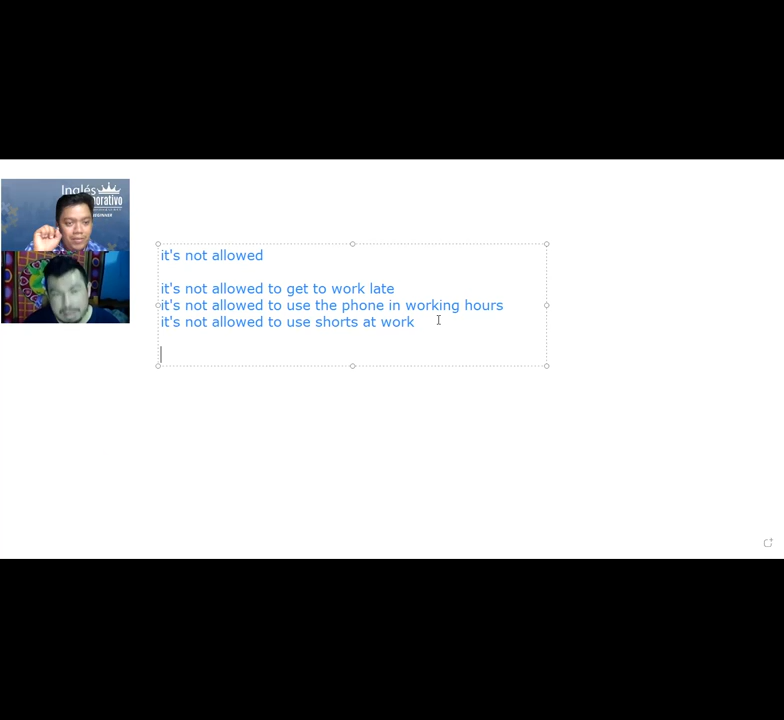 Inglés
it's not allowed
it's not allowed to get to work late
it's not allowed to use the phone in working hours
it's not allowed to use shorts at work